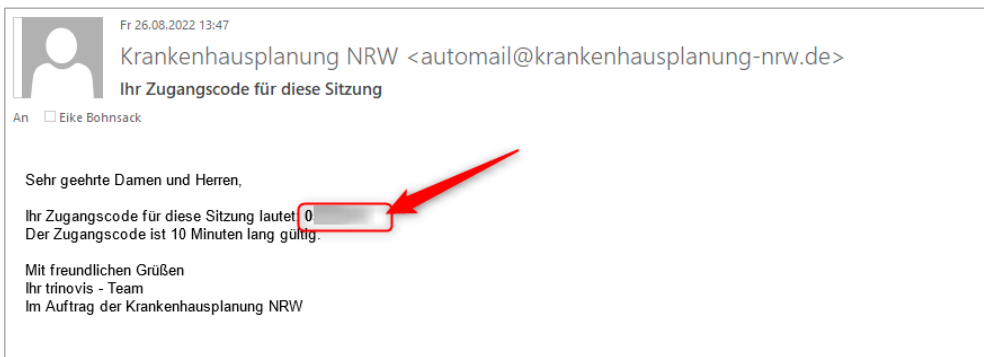 Fr 26.08.2022 13:47
Krankenhausplanung NRW <automail@krankenhausplanung-nrw.de>
Ihr Zugangscode für diese Sitzung
An Eike Bohnsack
Sehr geehrte Damen und Herren,
Ihr Zugangscode für diese Sitzung lautet: 0
Der Zugangscode ist 10 Minuten lang gültig.
Mit freundlichen Grüßen
Ihr trinovis - Team
Im Auftrag der Krankenhausplanung NRW